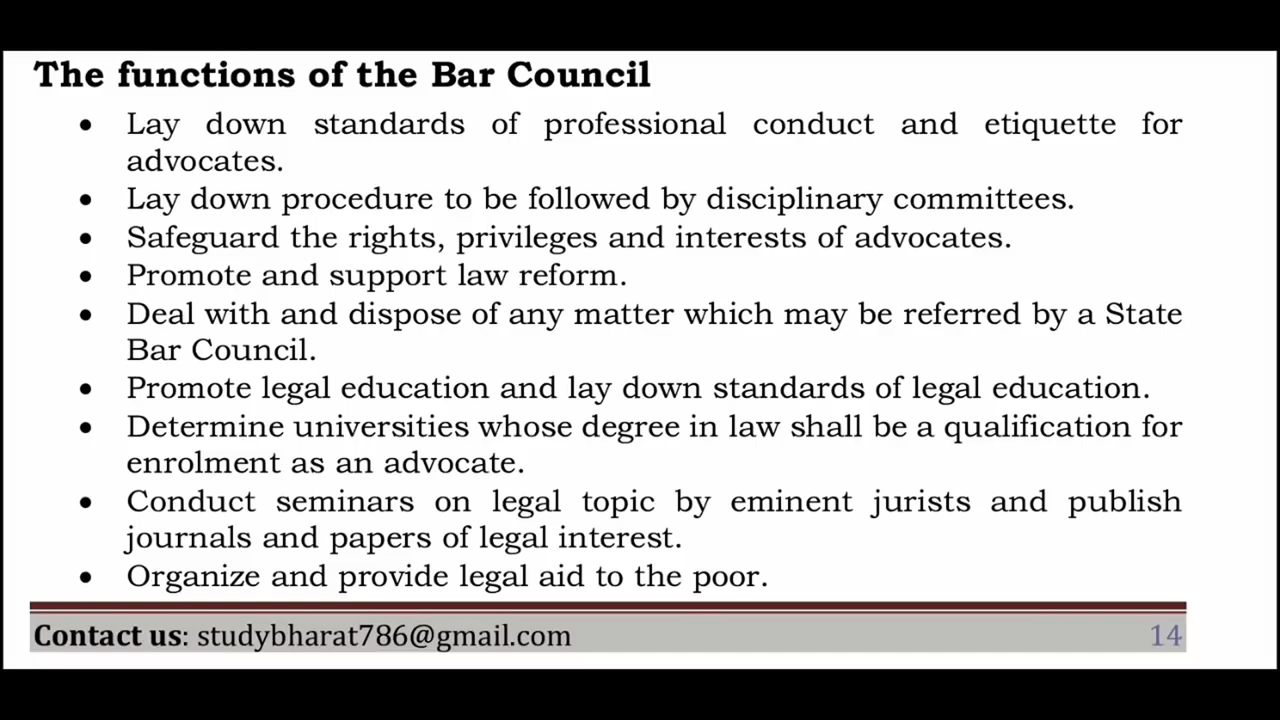 The functions of the Bar Council
• Lay down standards of professional conduct and etiquette for
advocates.
• Lay down procedure to be followed by disciplinary committees.
• Safeguard the rights, privileges and interests of advocates.
• Promote and support law reform.
• Deal with and dispose of any matter which may be referred by a State
Bar Council.
• Promote legal education and lay down standards of legal education.
• Determine universities whose degree in law shall be a qualification for
enrolment as an advocate.
• Conduct seminars on legal topic by eminent jurists and publish
journals and papers of legal interest.
• Organize and provide legal aid to the poor.
Contact us: studybharat786@gmail.com 14